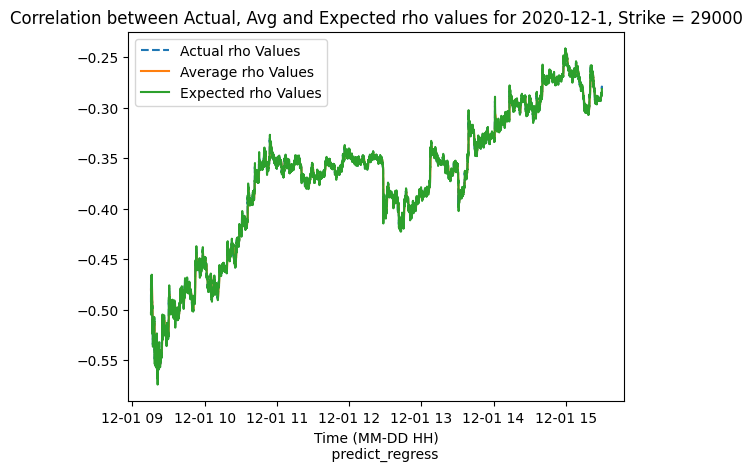 Correlation between Actual, Avg and Expected rho values for 2020-12-1, Strike = 29000
Actual rho Values
Average rho Values
Expected rho Values
−0.25
−0.30
−0.35
−0.40
−0.45
−0.50
−0.55
12-01 09 12-01 10 12-01 11 12-01 12 12-01 13 12-01 14 12-01 15
Time (MM-DD HH)
predict_regress